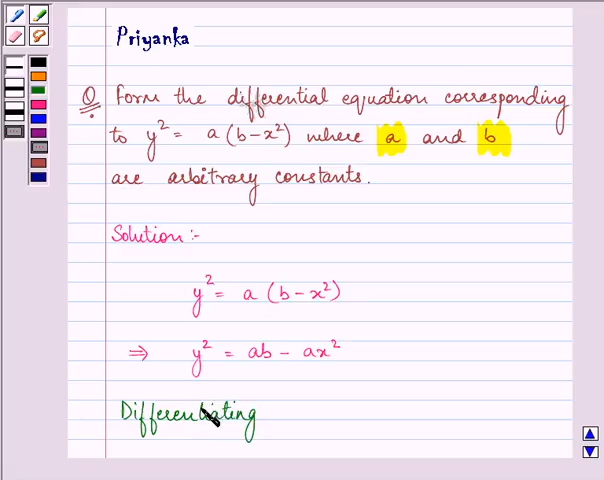 Priyanka
Q Form the differential equation corresponding
to y² = a (b – x²) where a and b
are arbitrary constants.
Solution :-
y² = a (b – x²)
⇒ y² = ab – ax²
Differentiating